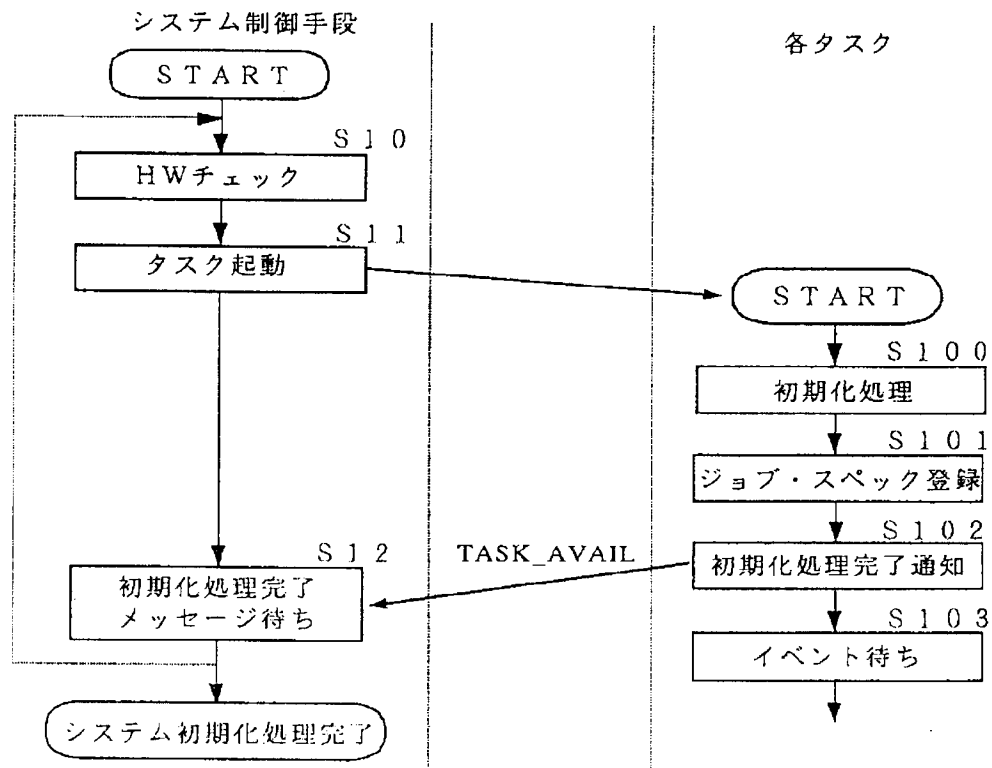 システム制御手段
START
S10
HWチェック
S11
タスク起動
S12
初期化処理完了
メッセージ待ち
システム初期化処理完了
TASK_AVAIL
各タスク
START
S100
初期化処理
S101
ジョブ・スペック登録
S102
初期化処理完了通知
S103
イベント待ち